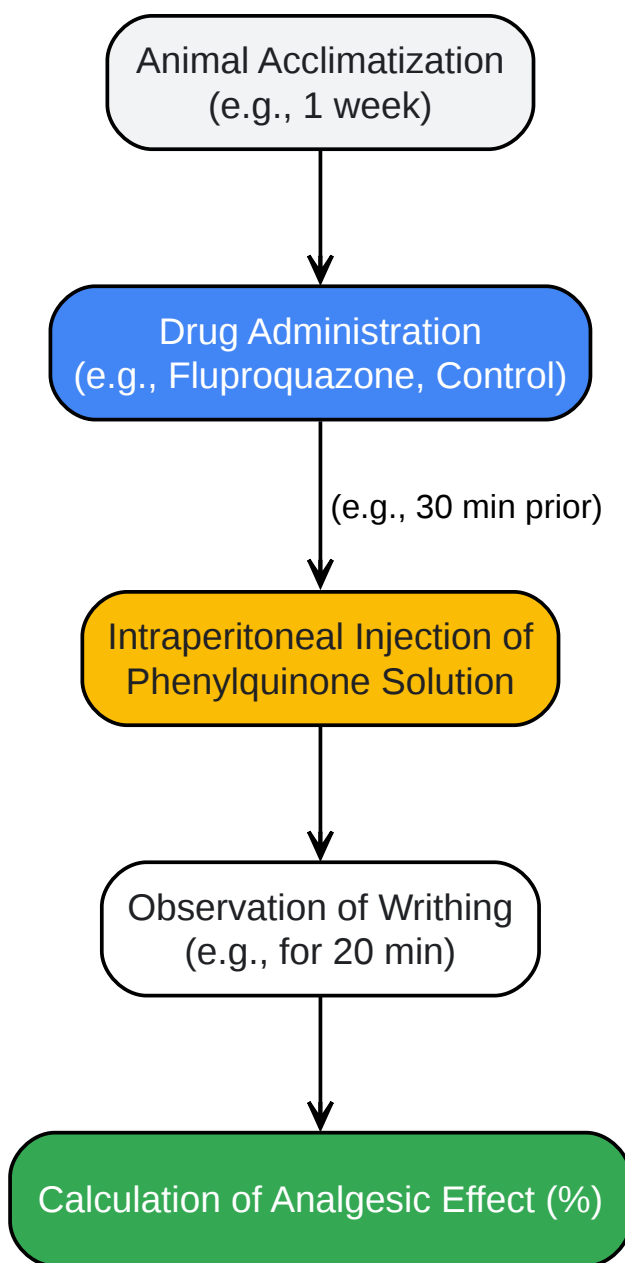 Animal Acclimatization
(e.g., 1 week)
Drug Administration
(e.g., Fluproquazone, Control)
(e.g., 30 min prior)
Intraperitoneal Injection of
Phenylquinone Solution
Observation of Writhing
(e.g., for 20 min)
Calculation of Analgesic Effect (%)